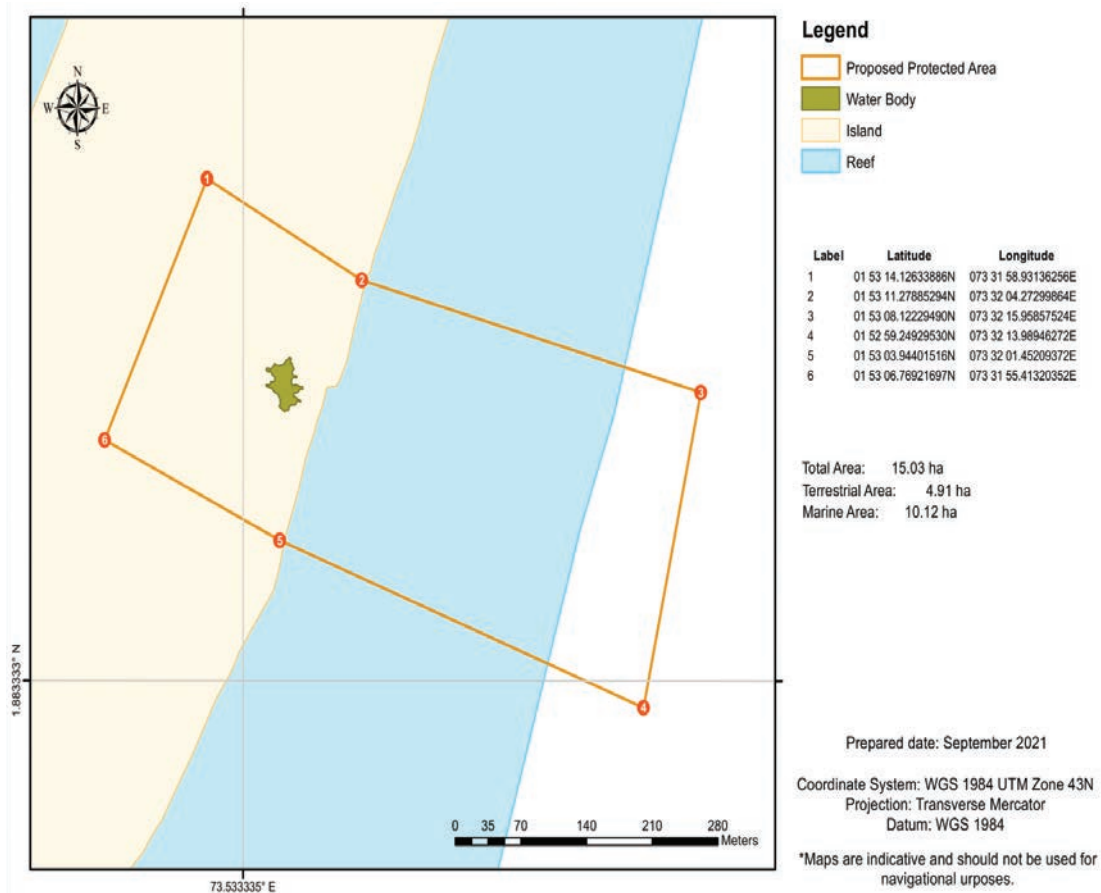 N
W E
S
1
2
3
4
5
6
1.883333° N
73.533335° E
0 35 70 140 210 280
Meters
Legend
Proposed Protected Area
Water Body
Island
Reef
Label Latitude Longitude
1 01 53 14.12633886N 073 31 58.93136256E
2 01 53 11.27885294N 073 32 04.27299864E
3 01 53 08.12229490N 073 32 15.95857524E
4 01 52 59.24929530N 073 32 13.98946272E
5 01 53 03.94401516N 073 32 01.45209372E
6 01 53 06.76921697N 073 31 55.41320352E
Total Area: 15.03 ha
Terrestrial Area: 4.91 ha
Marine Area: 10.12 ha
Prepared date: September 2021
Coordinate System: WGS 1984 UTM Zone 43N
Projection: Transverse Mercator
Datum: WGS 1984
*Maps are indicative and should not be used for
navigational urposes.